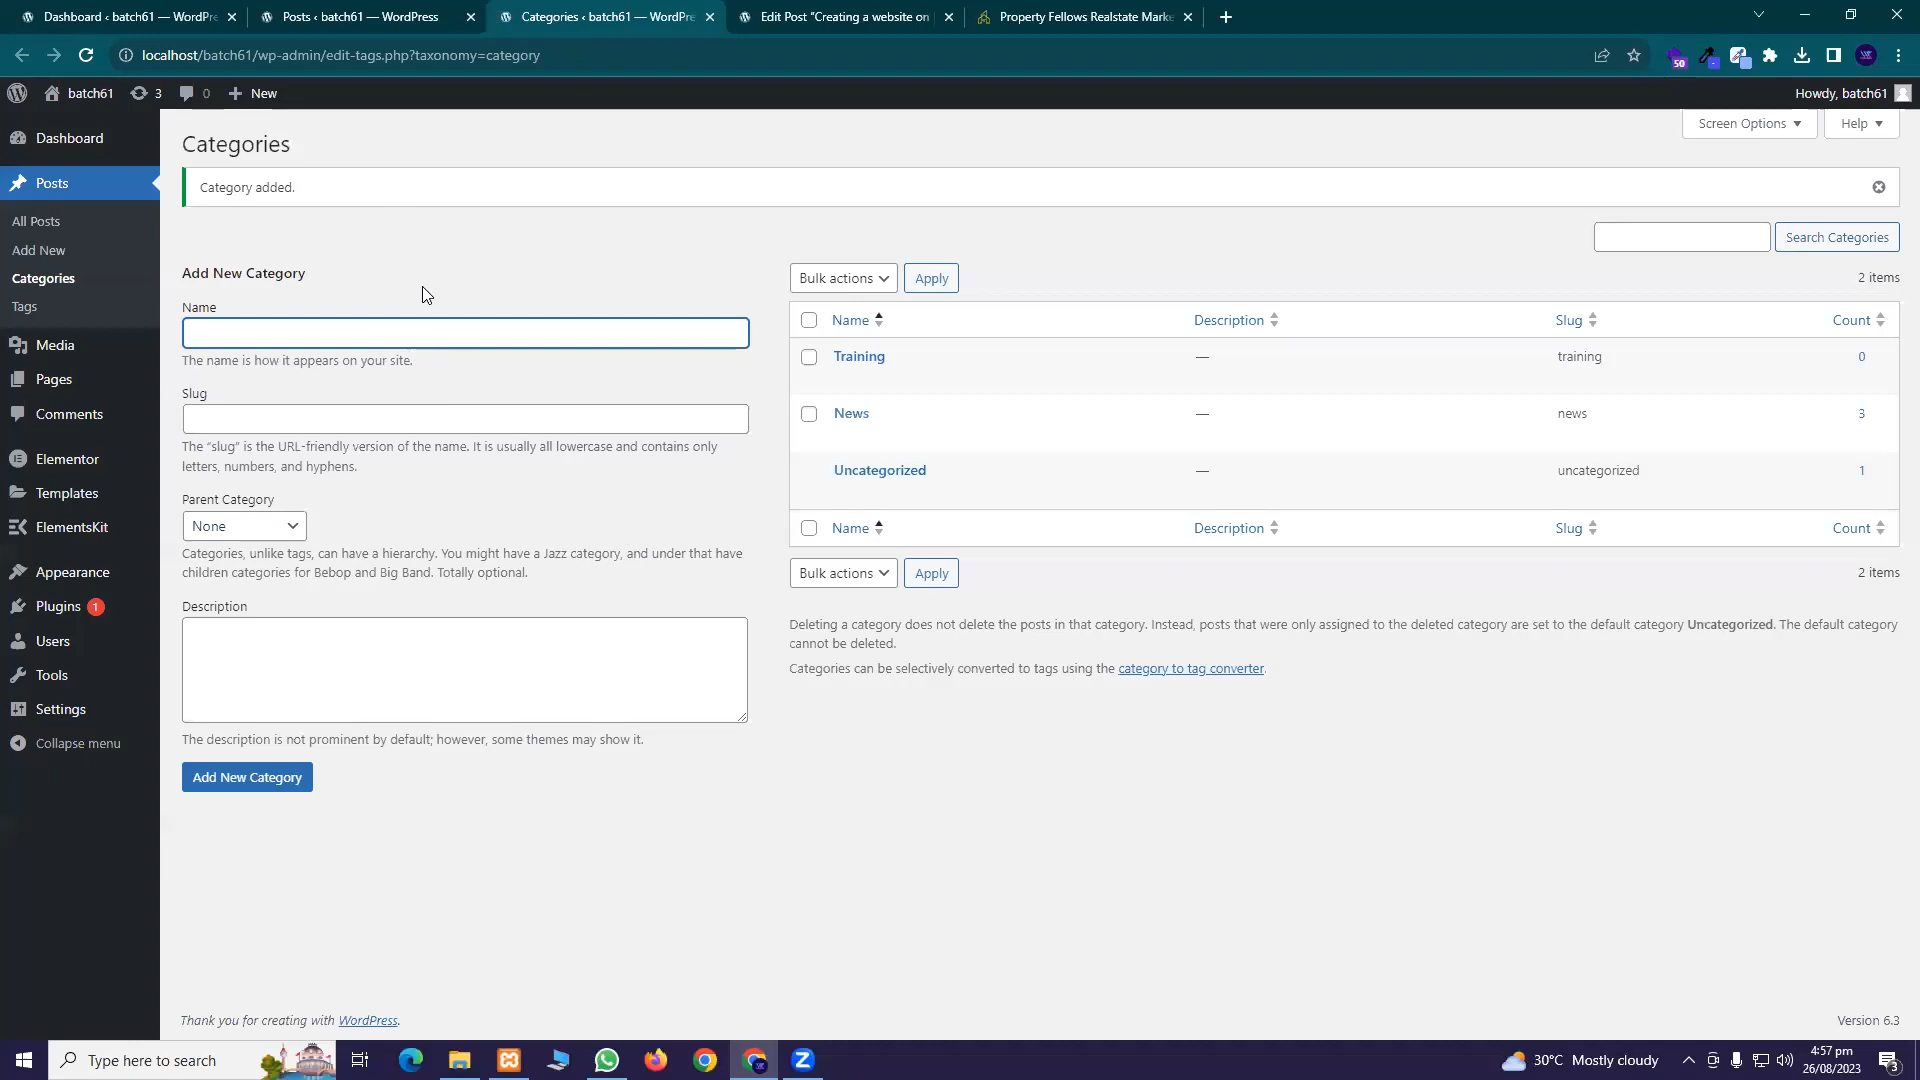 Dashboard ‹ batch61 — WordPre
Posts ‹ batch61 — WordPress
Categories ‹ batch61 — WordPre
Edit Post "Creating a website on
Property Fellows Realstate Marke
localhost/batch61/wp-admin/edit-tags.php?taxonomy=category
50
batch61
3
0
New
Howdy, batch61
Dashboard
Posts
All Posts
Add New
Categories
Tags
Media
Pages
Comments
Elementor
Templates
ElementsKit
Appearance
Plugins 1
Users
Tools
Settings
Collapse menu
Screen Options
Help
Categories
Category added.
Search Categories
Add New Category
Name
The name is how it appears on your site.
Slug
The “slug” is the URL-friendly version of the name. It is usually all lowercase and contains only
letters, numbers, and hyphens.
Parent Category
None
Categories, unlike tags, can have a hierarchy. You might have a Jazz category, and under that have
children categories for Bebop and Big Band. Totally optional.
Description
The description is not prominent by default; however, some themes may show it.
Add New Category
Bulk actions
Apply
2 items
Name Description Slug Count
Training — training 0
News — news 3
Uncategorized — uncategorized 1
Name Description Slug Count
Bulk actions
Apply
2 items
Deleting a category does not delete the posts in that category. Instead, posts that were only assigned to the deleted category are set to the default category Uncategorized. The default category
cannot be deleted.
Categories can be selectively converted to tags using the category to tag converter.
Thank you for creating with WordPress.
Version 6.3
Type here to search
30°C Mostly cloudy
4:57 pm
26/08/2023
3